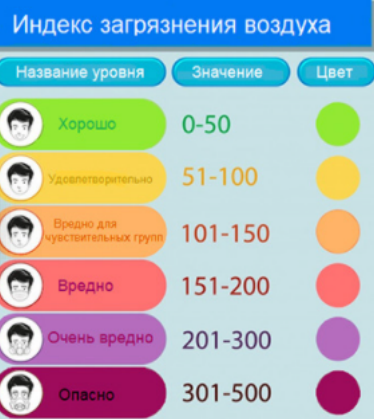 Индекс загрязнения воздуха
Название уровня Значение Цвет
Хорошо 0-50
Удовлетворительно 51-100
Вредно для
чувствительных групп 101-150
Вредно 151-200
Очень вредно 201-300
Опасно 301-500